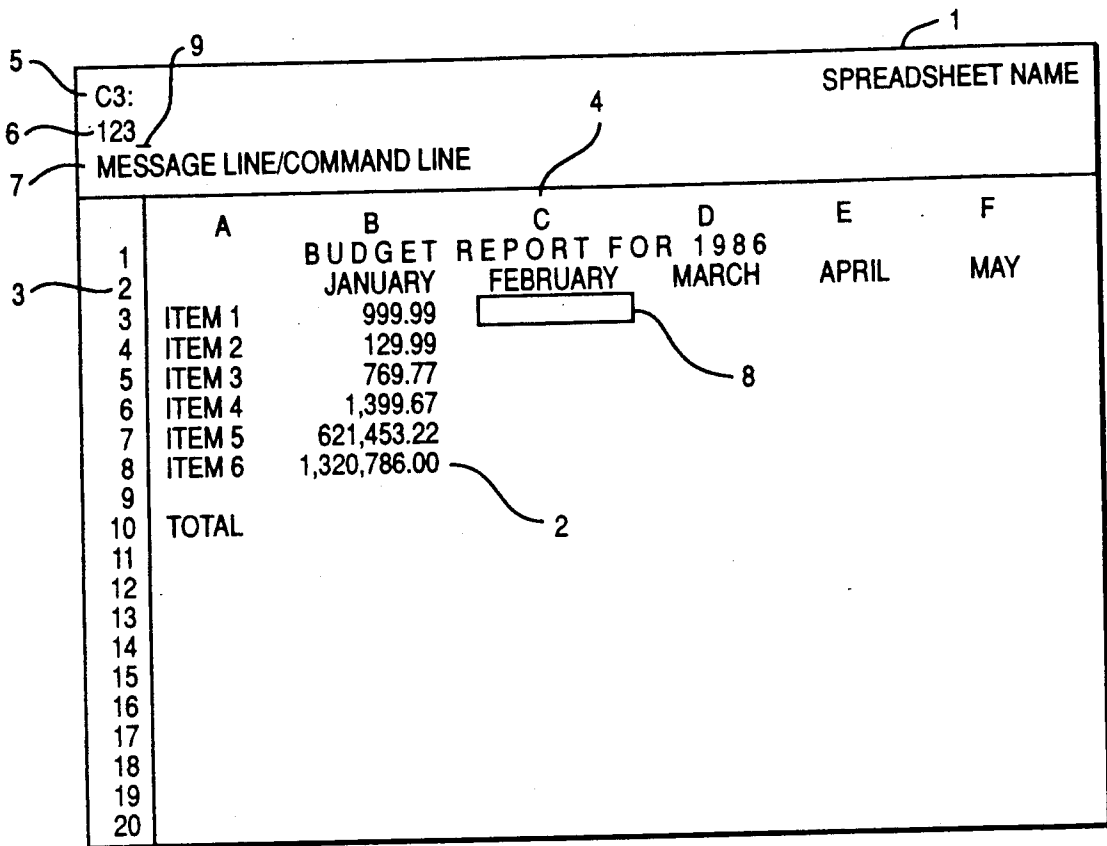 1
9
5
SPREADSHEET NAME
C3:
4
6
123_
7
MESSAGE LINE/COMMAND LINE
A B C D E F
1 BUDGET REPORT FOR 1986
3
2 JANUARY FEBRUARY MARCH APRIL MAY
3 ITEM 1 999.99
4 ITEM 2 129.99
8
5 ITEM 3 769.77
6 ITEM 4 1,399.67
7 ITEM 5 621,453.22
8 ITEM 6 1,320,786.00
9
2
10 TOTAL
11
12
13
14
15
16
17
18
19
20